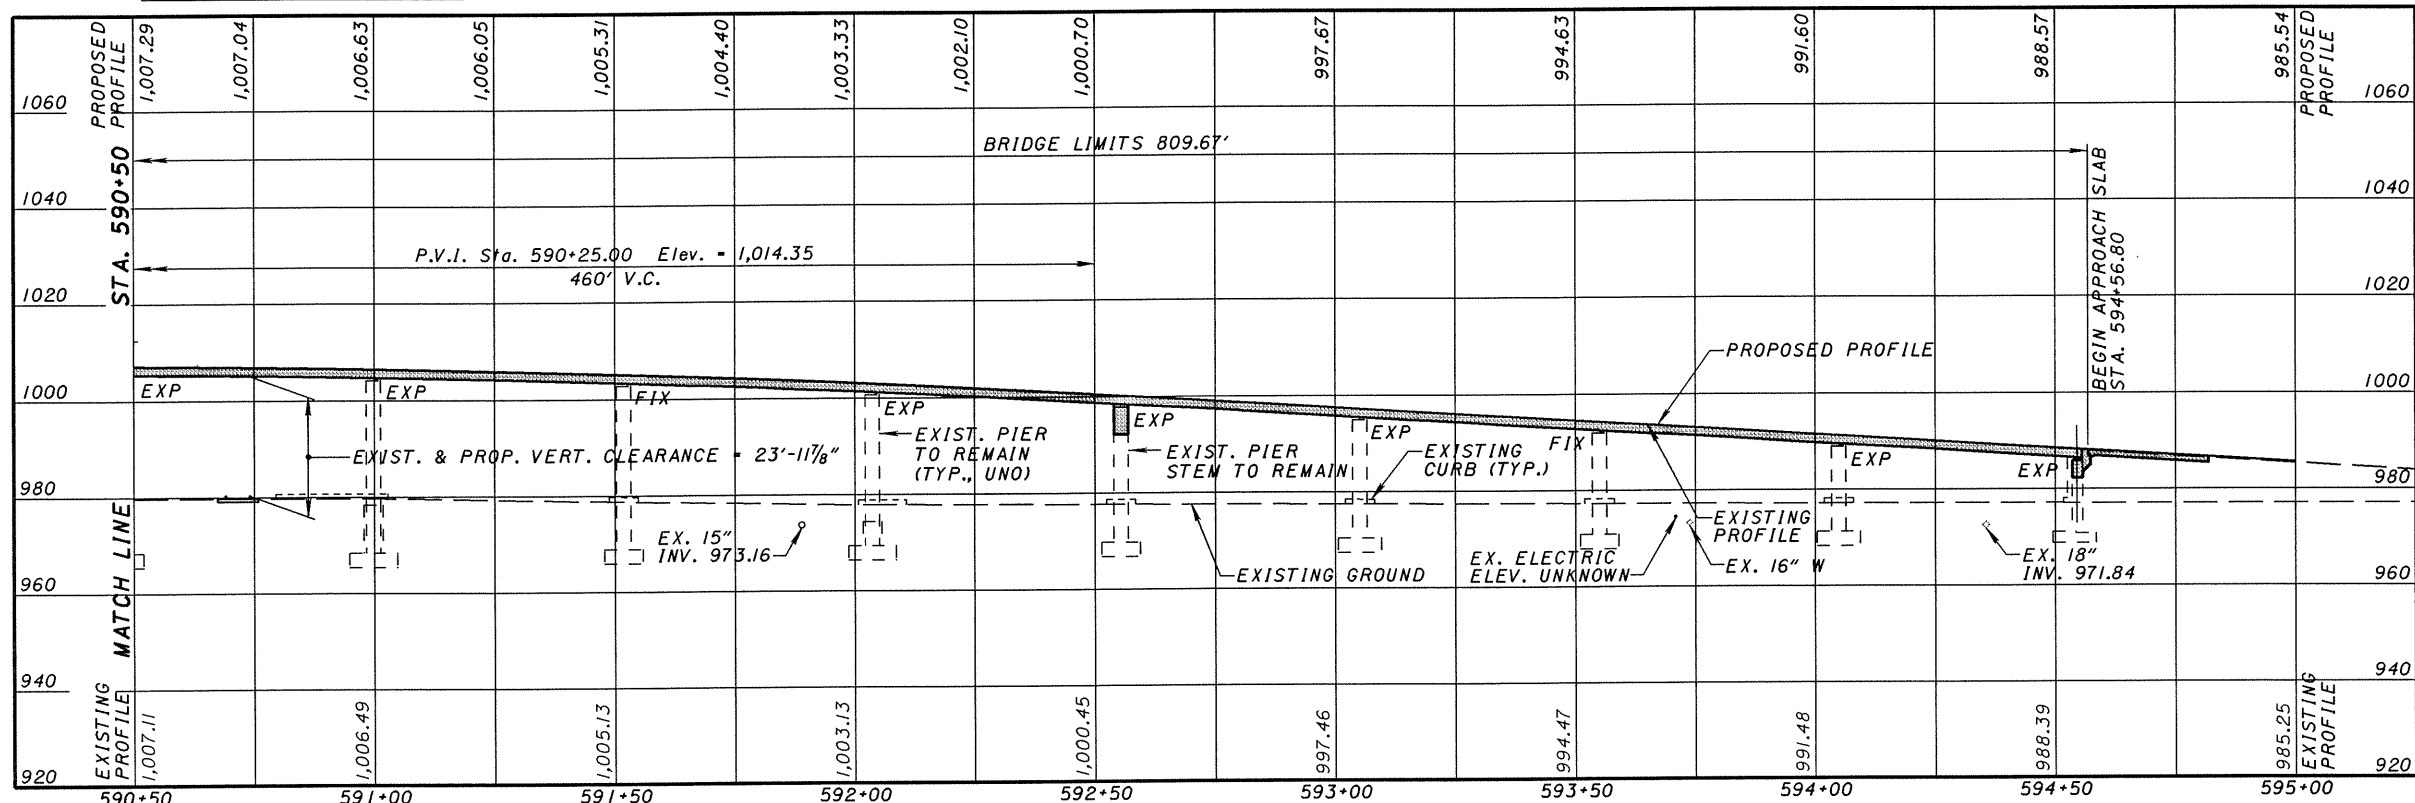 PROPOSED
PROFILE
1,007.29
1,007.04
1,006.63
1,006.05
1,005.31
1,004.40
1,003.33
1,002.10
1,000.70
997.67
994.63
991.60
988.57
985.54
PROPOSED
PROFILE
1060
1060
BRIDGE LIMITS 809.67'
STA. 590+50
BEGIN APPROACH SLAB
STA. 594+56.80
1040
1040
P.V.I. Sta. 590+25.00 Elev. = 1,014.35
460' V.C.
1020
1020
PROPOSED PROFILE
1000
1000
EXP
EXP
FIX
EXP
EXP
EXP
FIX
EXP
EXP
EXIST. & PROP. VERT. CLEARANCE = 23'-11⅞"
EXIST. PIER
TO REMAIN
(TYP., UNO)
EXIST. PIER
STEM TO REMAIN
EXISTING
CURB (TYP.)
980
980
MATCH LINE
EX. 15"
INV. 973.16
EXISTING GROUND
EX. ELECTRIC
ELEV. UNKNOWN
EXISTING
PROFILE
EX. 16" W
EX. 18"
INV. 971.84
960
960
940
940
EXISTING
PROFILE
1,007.11
1,006.49
1,005.13
1,003.13
1,000.45
997.46
994.47
991.48
988.39
985.25
EXISTING
PROFILE
920
920
590+50
591+00
591+50
592+00
592+50
593+00
593+50
594+00
594+50
595+00